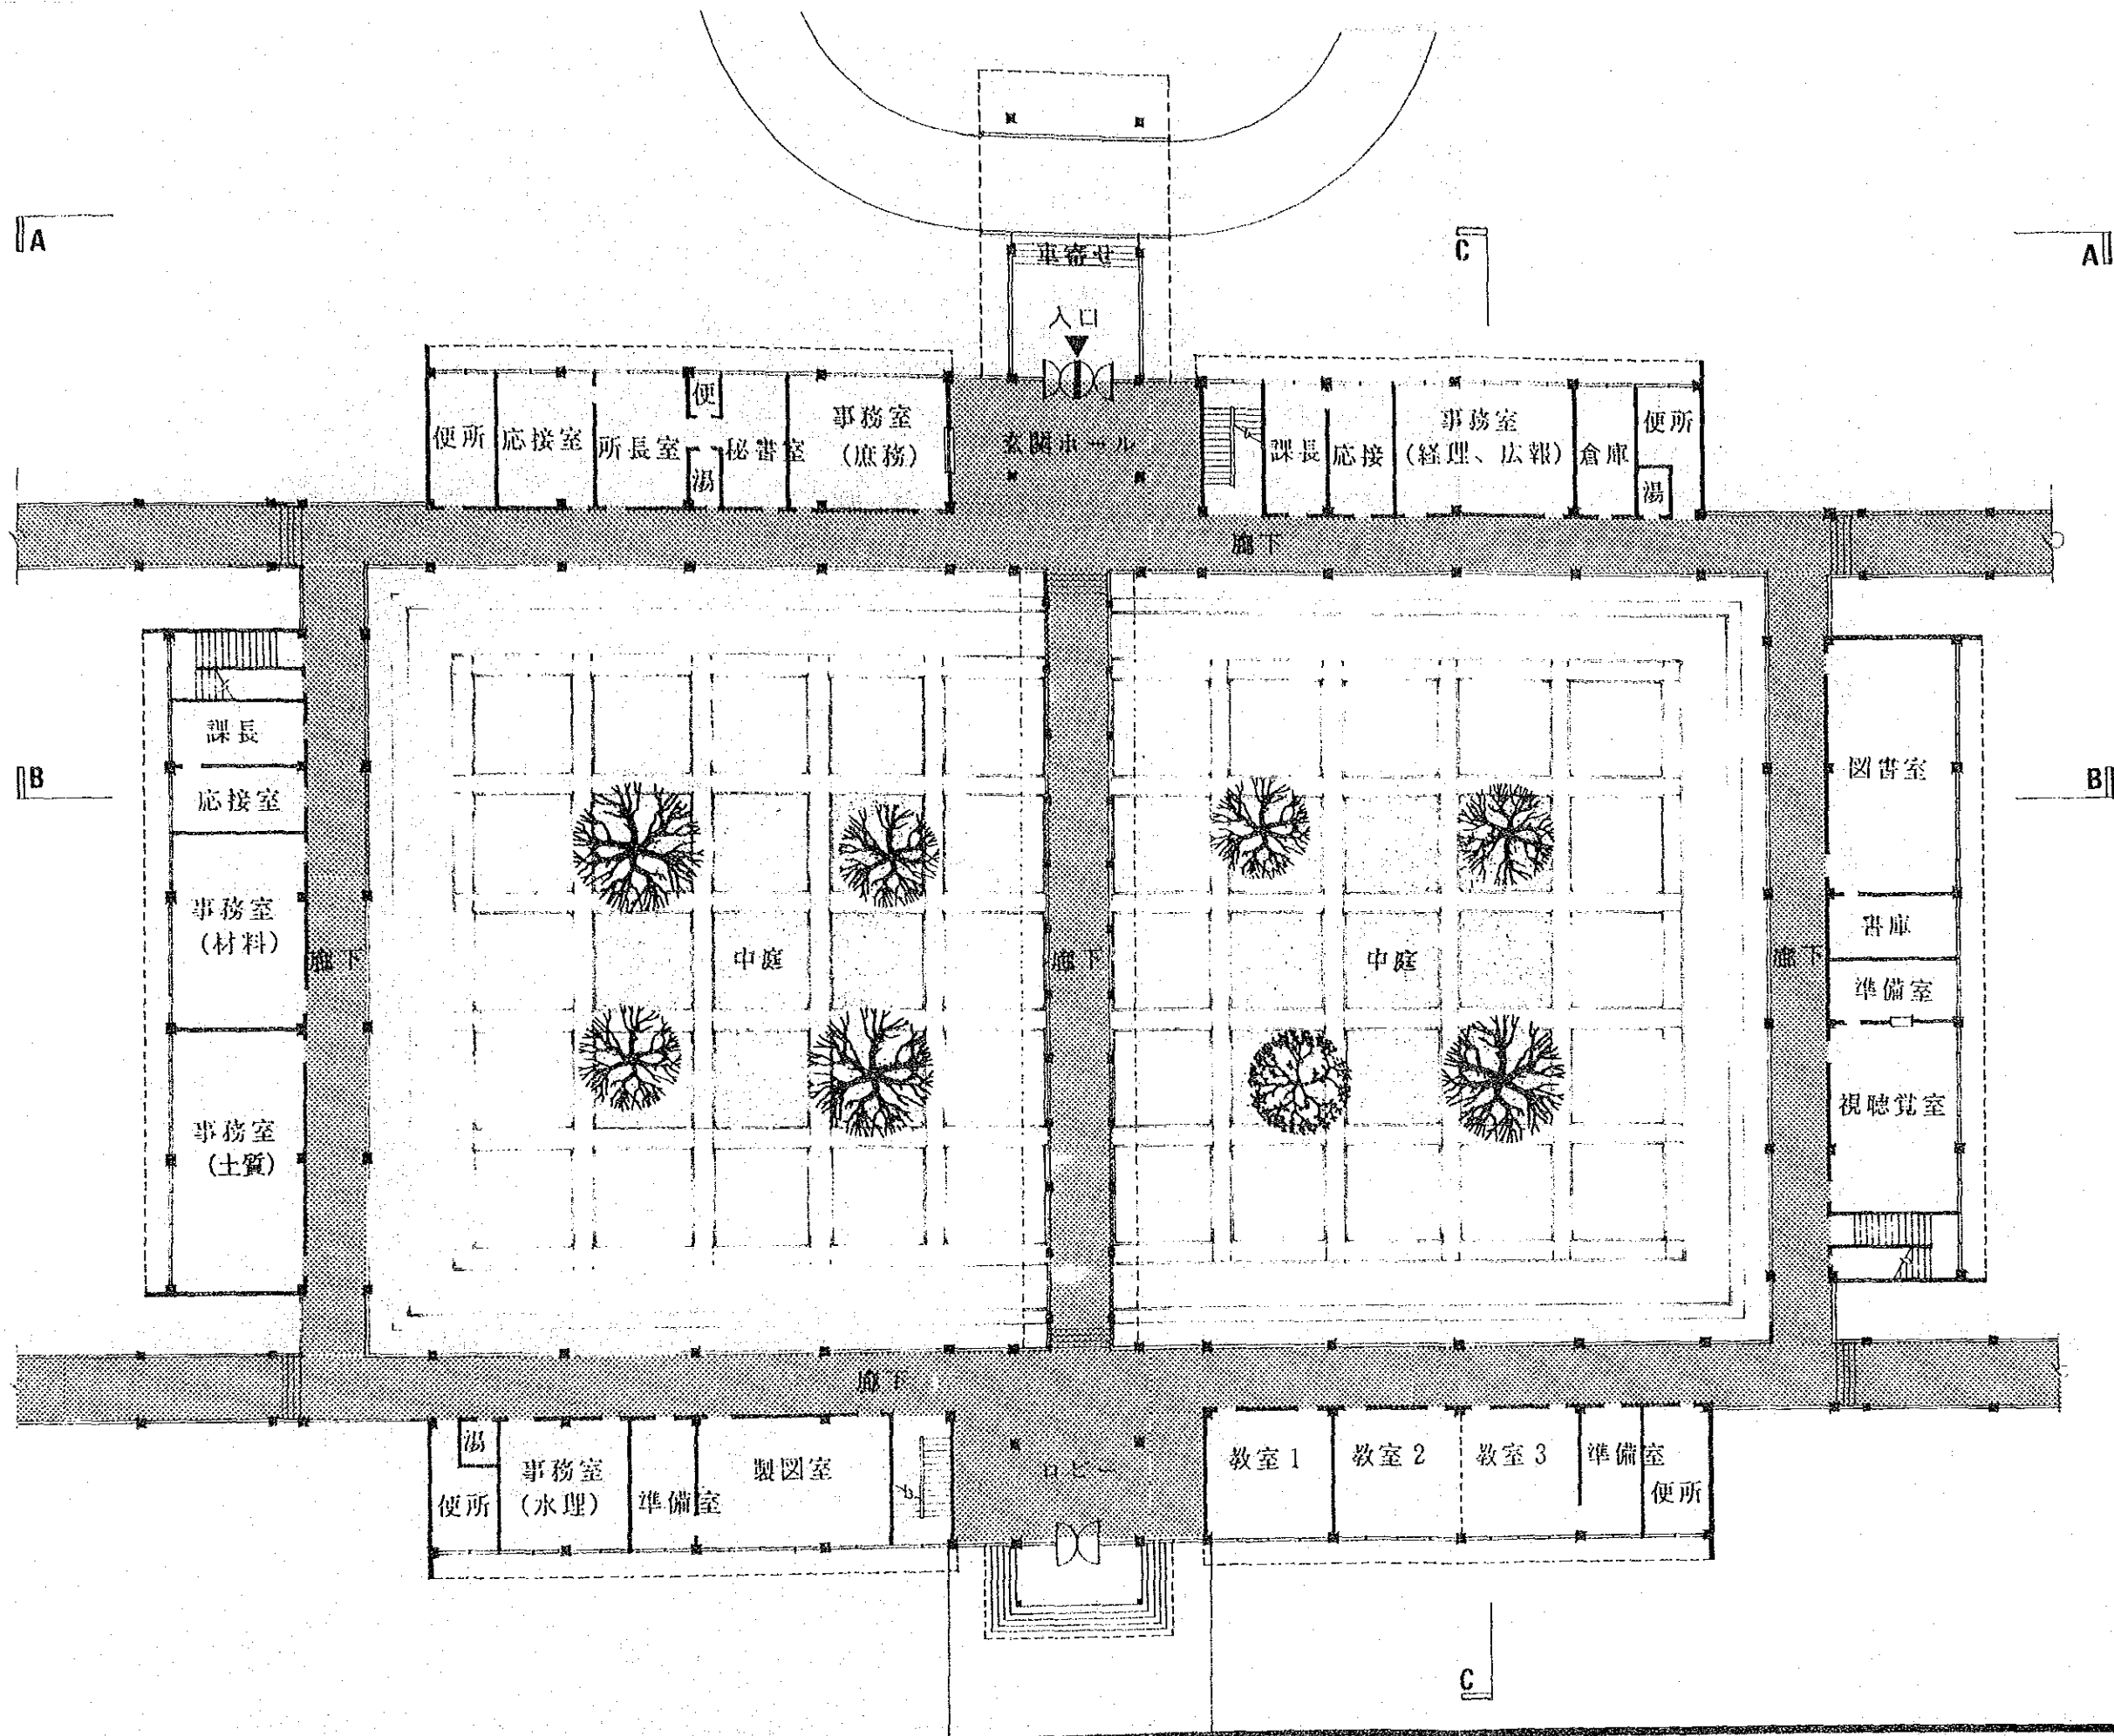 A
C
A
車寄せ
入口
便
事務室
(庶務)
便所
応接室
所長室
秘書室
湯
玄関ホール
課長
応接
事務室
(経理、広報)
倉庫
便所
湯
廊下
課長
B
応接室
図書室
B
事務室
(材料)
書庫
廊下
中庭
廊下
中庭
廊下
準備室
事務室
(土質)
視聴覚室
廊下
湯
便所
事務室
(水理)
準備室
製図室
ロビー
教室1
教室2
教室3
準備室
便所
C